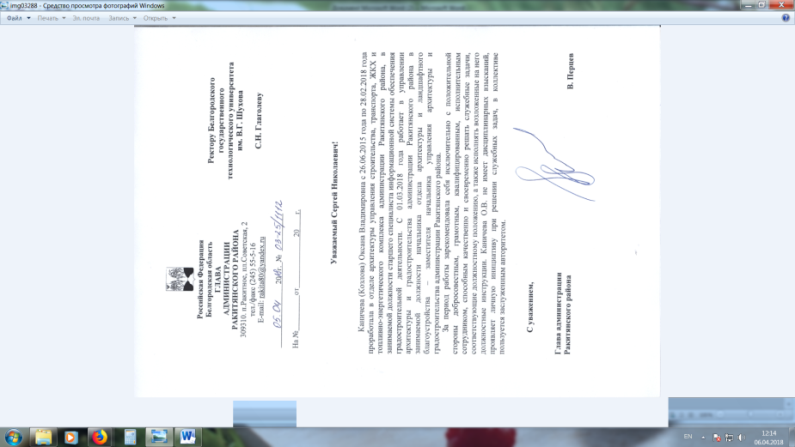 img03288 - Средство просмотра фотографий Windows
Файл Печать Эл. почта Запись Открыть
Российская Федерация
Белгородская область
ГЛАВА
АДМИНИСТРАЦИИ
РАКИТЯНСКОГО РАЙОНА
309310, п.Ракитное, пл.Советская, 2
тел./факс (245) 55-5-16
E-mail: rakita86@yandex.ru
05.04 2018г. №
На № от 20 г.
Ректору Белгородского
государственного
технологического университета
им. В.Г. Шухова
С.Н. Глаголеву
Уважаемый Сергей Николаевич!
Каничева (Козлова) Оксана Владимировна с 26.06.2015 года по 28.02.2018 года
проработала в отделе архитектуры управления строительства, транспорта, ЖКХ и
топливно-энергетического комплекса администрации Ракитянского района, в
занимаемой должности старшего специалиста информационной системы обеспечения
градостроительной деятельности. С 01.03.2018 года работает в управлении
архитектуры и градостроительства администрации Ракитянского района в
занимаемой должности начальника отдела архитектуры и ландшафтного
благоустройства – заместителя начальника управления архитектуры и
градостроительства администрации Ракитянского района.
За период работы зарекомендовала себя исключительно с положительной
стороны добросовестным, грамотным, квалифицированным, исполнительным
сотрудником, способным качественно и своевременно решать служебные задачи,
соответствующие должностному положению, а также исполнять возложенные на него
должностные инструкции. Каничева О.В. не имеет дисциплинарных взысканий,
проявляет личную инициативу при решении служебных задач, в коллективе
пользуется заслуженным авторитетом.
С уважением,
Глава администрации
Ракитянского района В. Перцев
EN 12:14
06.04.2018